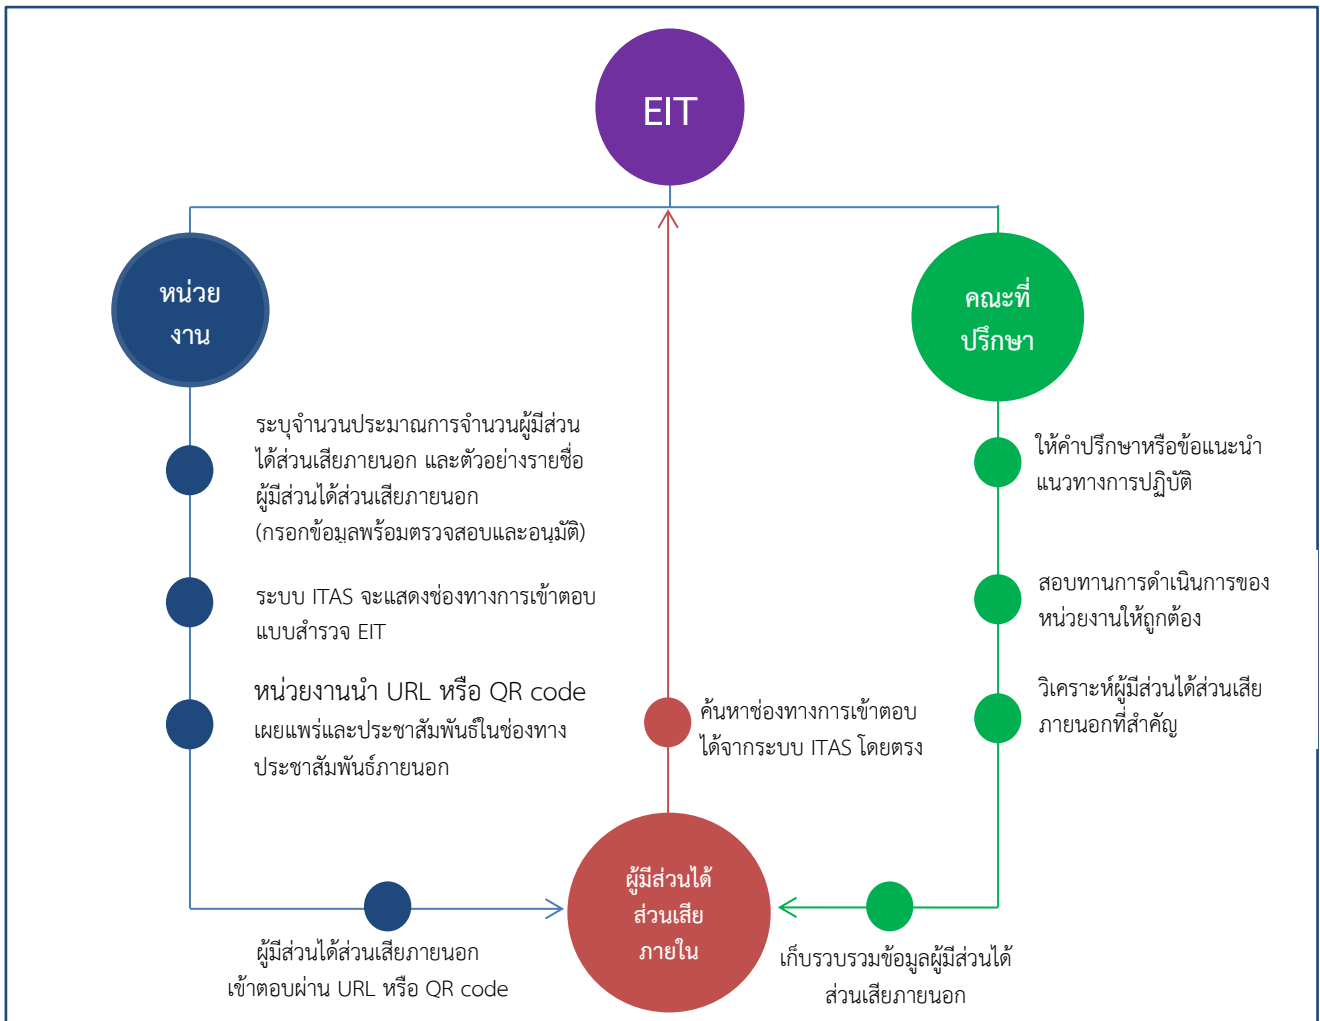 EIT
หน่วย
งาน
คณะที่
ปรึกษา
ระบุจำนวนประมาณการจำนวนผู้มีส่วน
ได้ส่วนเสียภายนอก และตัวอย่างรายชื่อ
ผู้มีส่วนได้ส่วนเสียภายนอก
(กรอกข้อมูลพร้อมตรวจสอบและอนุมัติ)
ระบบ ITAS จะแสดงช่องทางการเข้าตอบ
แบบสำรวจ EIT
หน่วยงานนำ URL หรือ QR code
เผยแพร่และประชาสัมพันธ์ในช่องทาง
ประชาสัมพันธ์ภายนอก
ให้คำปรึกษาหรือข้อแนะนำ
แนวทางการปฏิบัติ
สอบทานการดำเนินการของ
หน่วยงานให้ถูกต้อง
วิเคราะห์ผู้มีส่วนได้ส่วนเสีย
ภายนอกที่สำคัญ
ค้นหาช่องทางการเข้าตอบ
ได้จากระบบ ITAS โดยตรง
ผู้มีส่วนได้
ส่วนเสีย
ภายใน
ผู้มีส่วนได้ส่วนเสียภายนอก
เข้าตอบผ่าน URL หรือ QR code
เก็บรวบรวมข้อมูลผู้มีส่วนได้
ส่วนเสียภายนอก